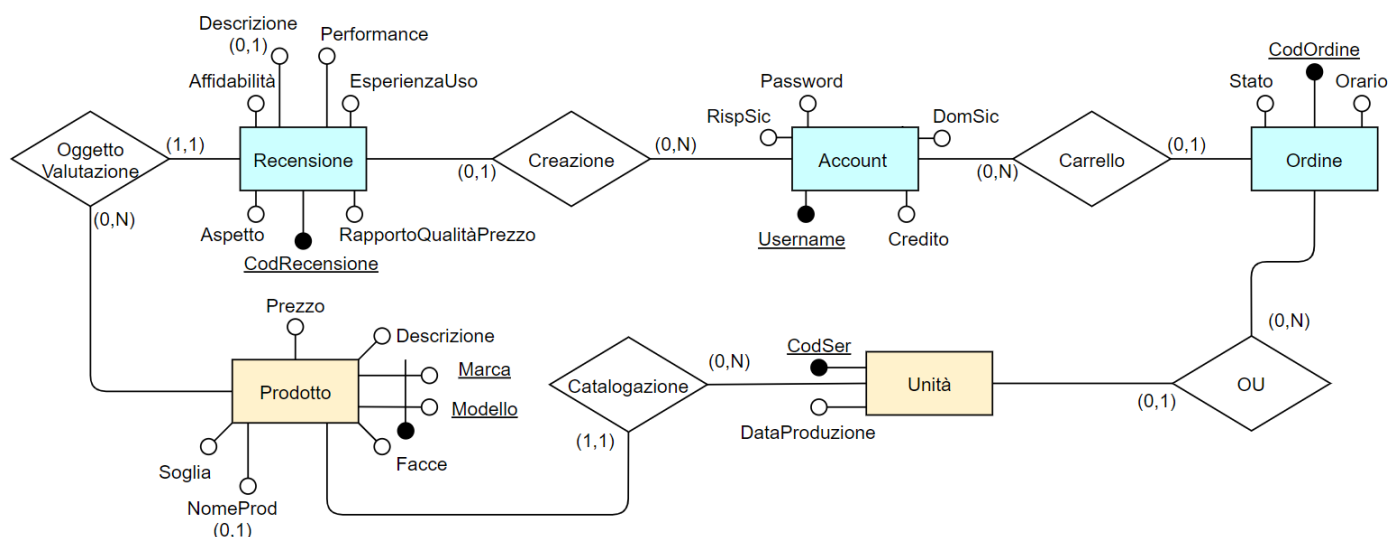 Descrizione
(0,1)
Performance
Affidabilità
EsperienzaUso
Oggetto
Valutazione
(1,1)
Recensione
(0,1)
Creazione
(0,N)
Password
RispSic
DomSic
Account
(0,N)
Carrello
(0,1)
CodOrdine
Stato
Orario
Ordine
(0,N)
Aspetto
RapportoQualitàPrezzo
CodRecensione
Username
Credito
Prezzo
Descrizione
Marca
Modello
Prodotto
Facce
Soglia
NomeProd
(0,1)
Catalogazione
(1,1)
(0,N)
CodSer
DataProduzione
Unità
(0,1)
OU
(0,N)